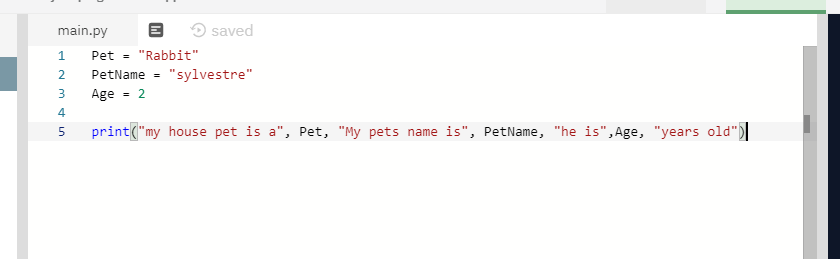 main.py saved
1 Pet = "Rabbit"
2 PetName = "sylvestre"
3 Age = 2
4
5 print("my house pet is a", Pet, "My pets name is", PetName, "he is",Age, "years old")